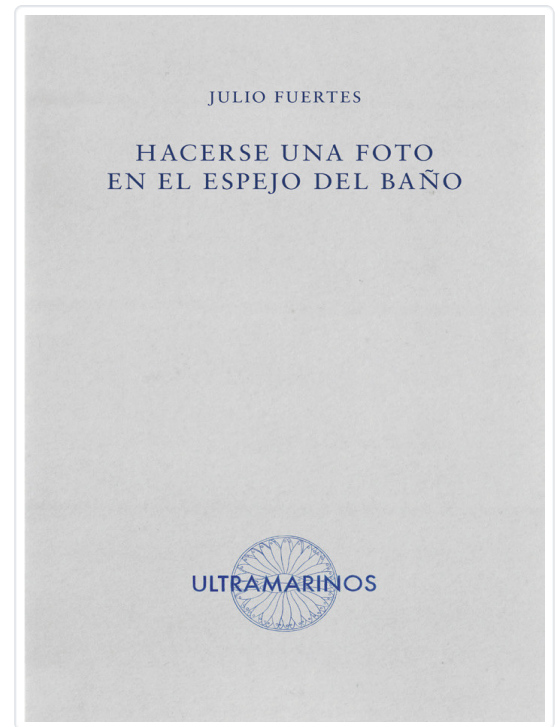 JULIO FUERTES
HACERSE UNA FOTO
EN EL ESPEJO DEL BAÑO
ULTRAMARINOS